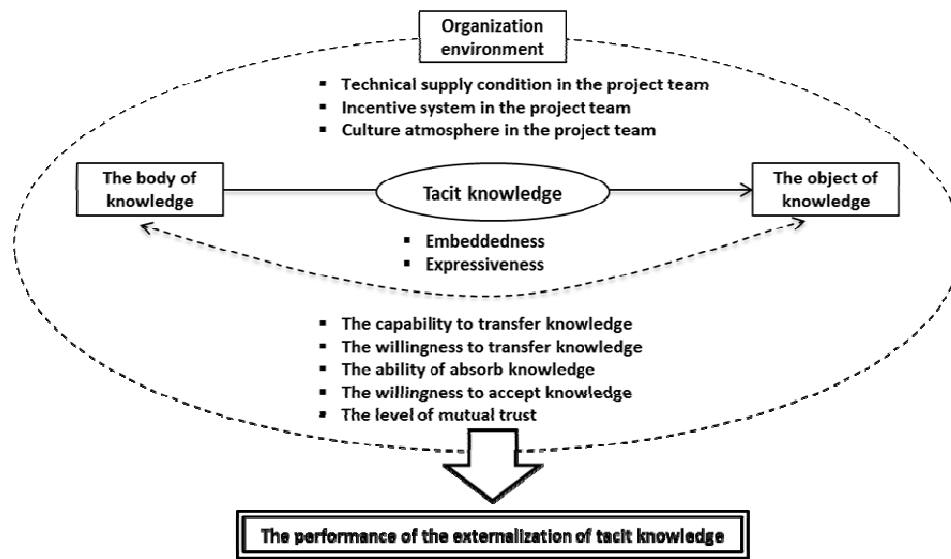 Organization
environment
▪ Technical supply condition in the project team
▪ Incentive system in the project team
▪ Culture atmosphere in the project team
The body of
knowledge
Tacit knowledge
The object of
knowledge
▪ Embeddedness
▪ Expressiveness
▪ The capability to transfer knowledge
▪ The willingness to transfer knowledge
▪ The ability of absorb knowledge
▪ The willingness to accept knowledge
▪ The level of mutual trust
The performance of the externalization of tacit knowledge